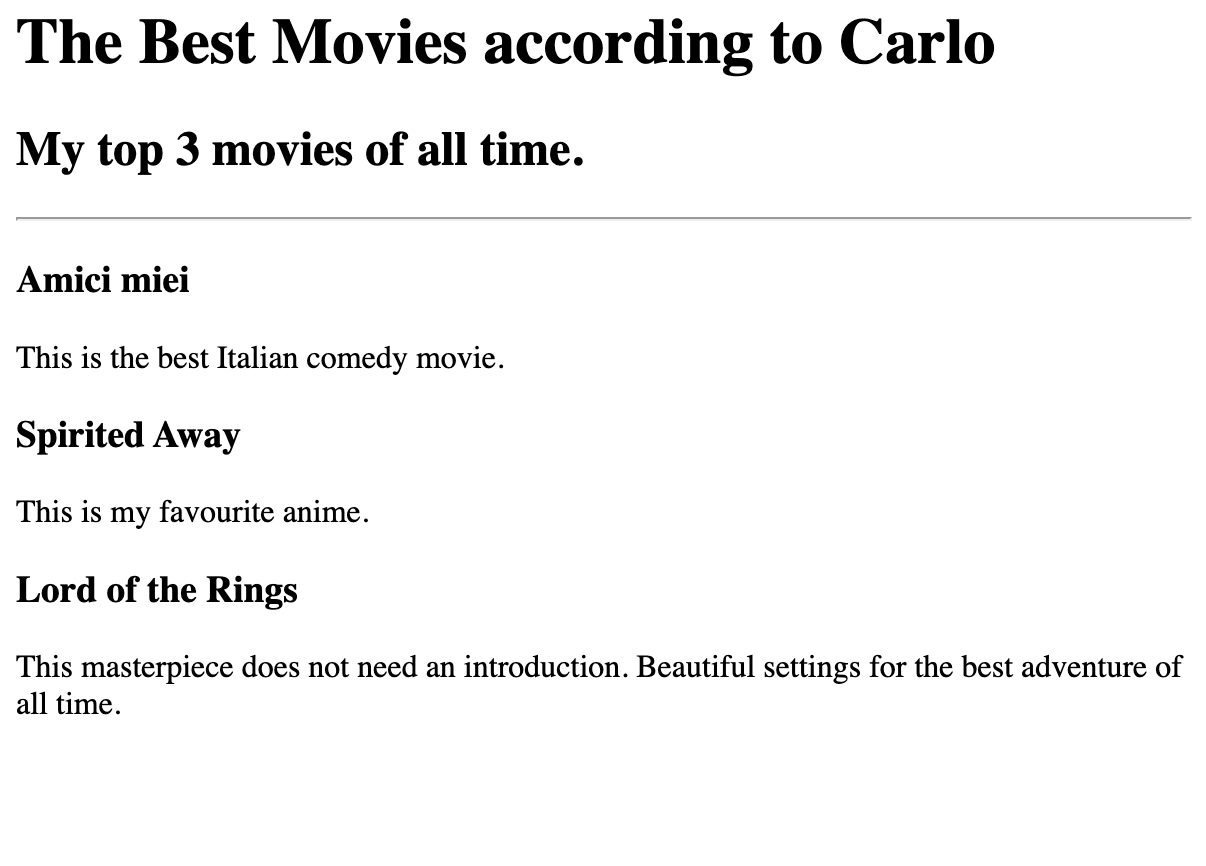 The Best Movies according to Carlo
My top 3 movies of all time.
Amici miei
This is the best Italian comedy movie.
Spirited Away
This is my favourite anime.
Lord of the Rings
This masterpiece does not need an introduction. Beautiful settings for the best adventure of
all time.